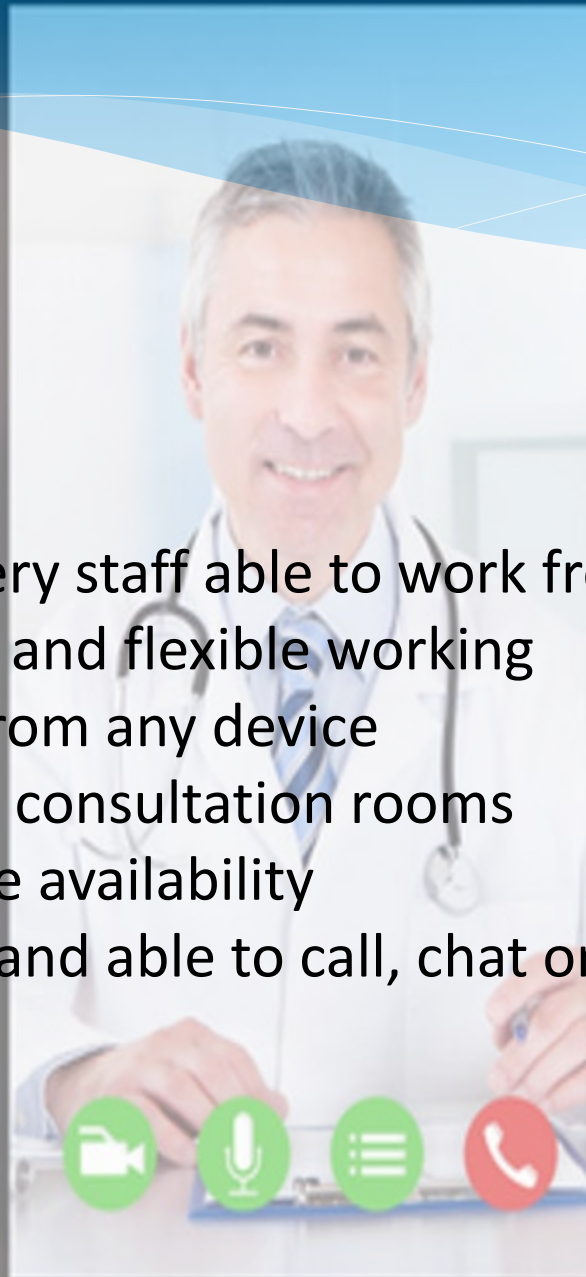 ery staff able to work fr
and flexible working
rom any device
consultation rooms
e availability
and able to call, chat or